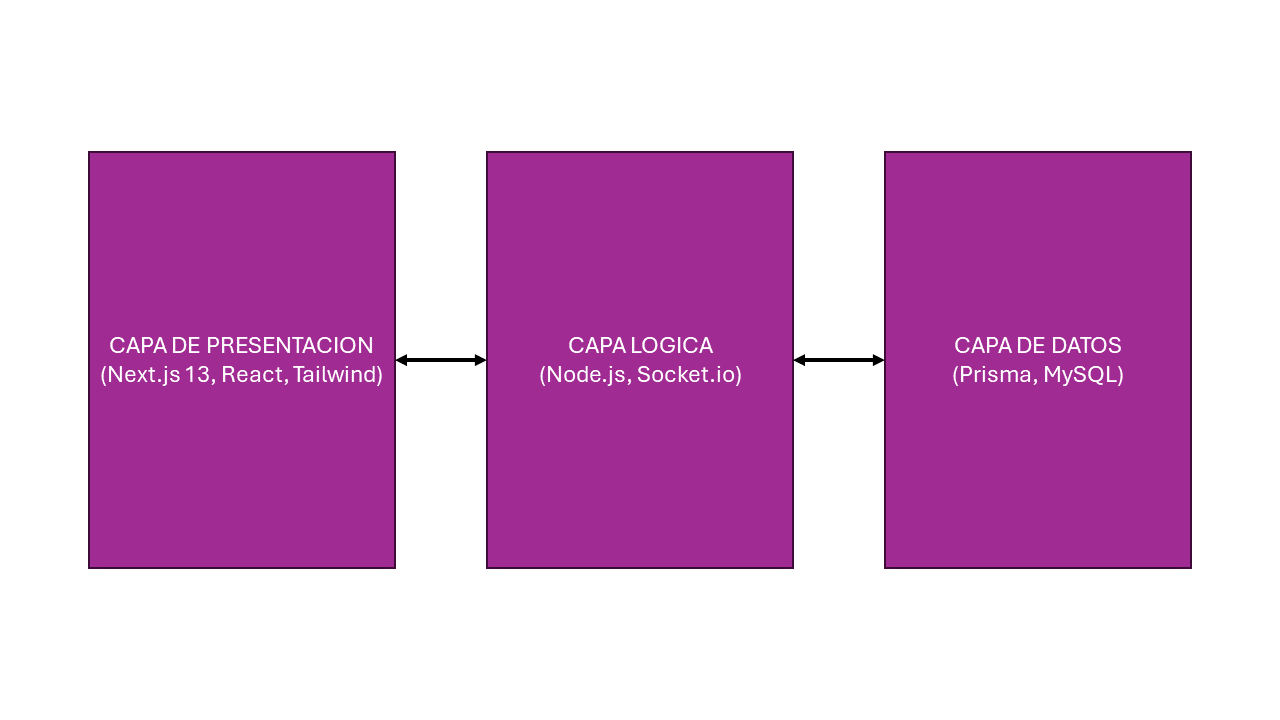 CAPA DE PRESENTACION
(Next.js 13, React, Tailwind)
CAPA LOGICA
(Node.js, Socket.io)
CAPA DE DATOS
(Prisma, MySQL)